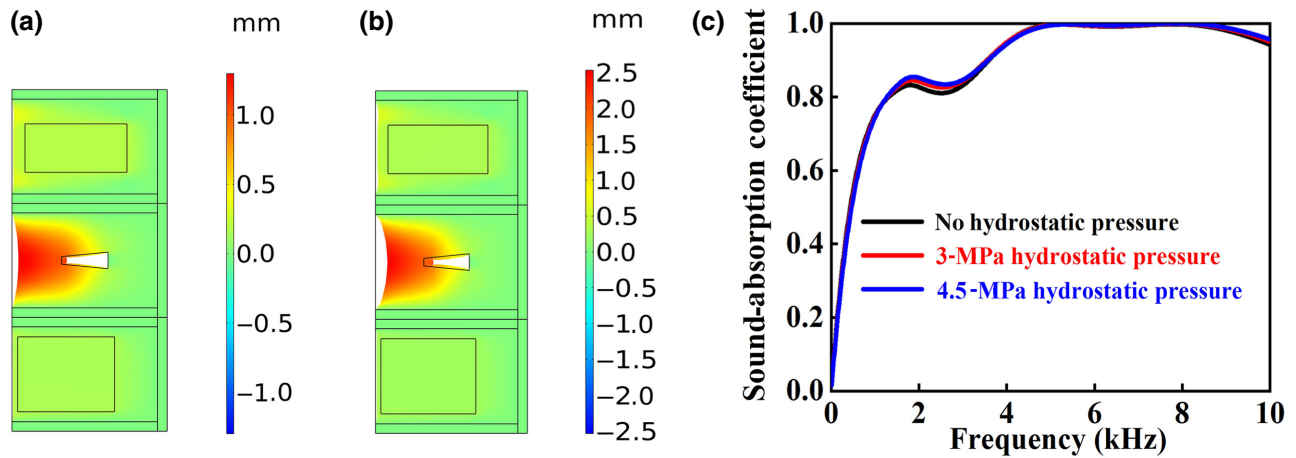 (a)
mm
1.0
0.5
0.0
−0.5
−1.0
(b)
mm
2.5
2.0
1.5
1.0
0.5
0.0
−0.5
−1.0
−1.5
−2.0
−2.5
(c)
Sound-absorption coefficient
1.0
0.8
0.6
0.4
0.2
0.0
No hydrostatic pressure
3-MPa hydrostatic pressure
4.5-MPa hydrostatic pressure
0 2 4 6 8 10
Frequency (kHz)